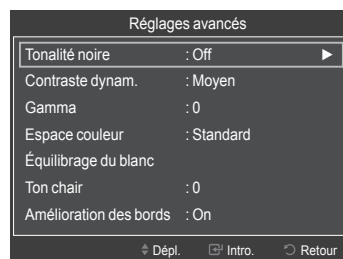 Réglages avancés
Tonalité noire : Off ►
Contraste dynam. : Moyen
Gamma : 0
Espace couleur : Standard
Équilibrage du blanc
Ton chair : 0
Amélioration des bords : On
Dépl. Intro. Retour